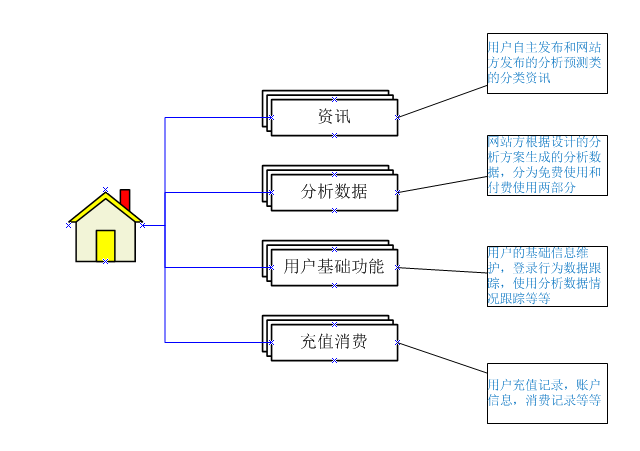 资讯
用户自主发布和网站
方发布的分析预测类
的分类资讯
分析数据
网站方根据设计的分
析方案生成的分析数
据，分为免费使用和
付费使用两部分
用户基础功能
用户的基础信息维
护，登录行为数据跟
踪，使用分析数据情
况跟踪等等
充值消费
用户充值记录，账户
信息，消费记录等等